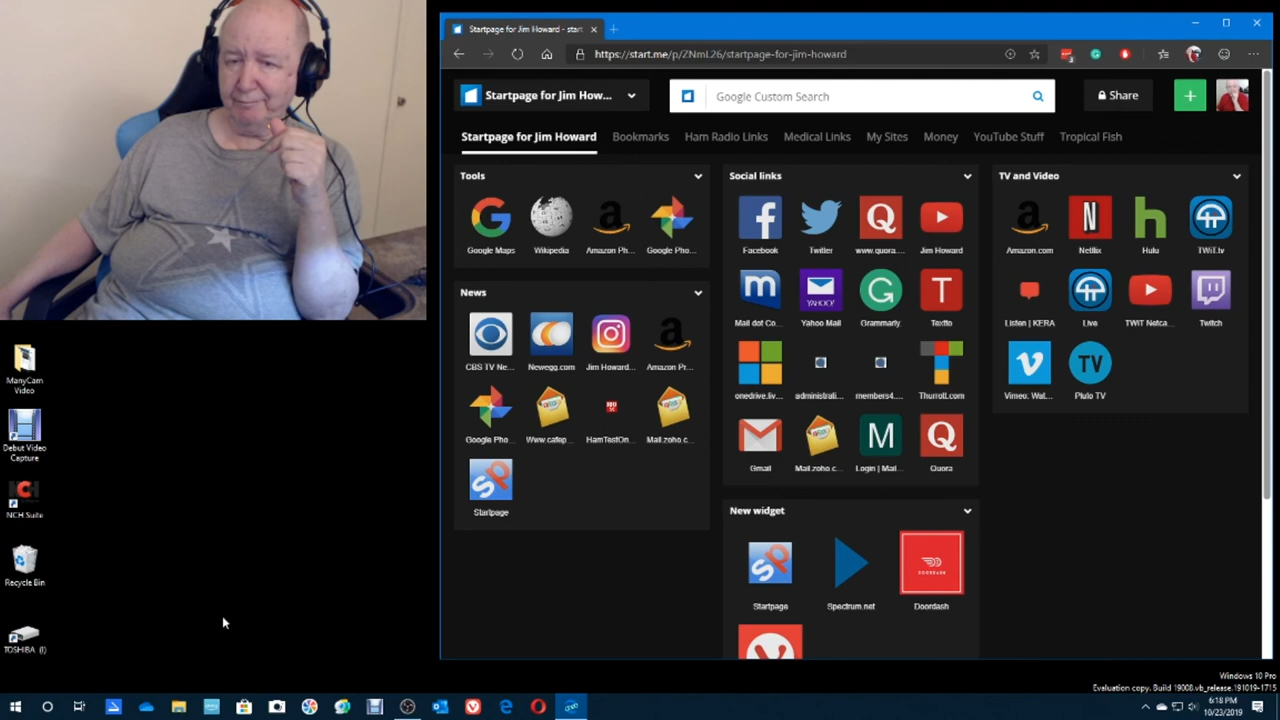 Startpage for Jim Howard - start
https://start.me/p/ZNmL26/startpage-for-jim-howard
Startpage for Jim How...
Google Custom Search
Share
Startpage for Jim Howard Bookmarks Ham Radio Links Medical Links My Sites Money YouTube Stuff Tropical Fish
Tools
Google Maps Wikipedia Amazon Ph... Google Pho...
News
CBS TV Ne... Newegg.com Jim Howard... Amazon Pr...
Google Pho... Www.cafep... HamTestOn... Mail.zoho.c...
Startpage
Social links
Facebook Twitter www.quora.... Jim Howard
YAHOO!
Mail dot Co... Yahoo Mail Grammarly. Textfo
onedrive.liv... administrati... members4.... Thurrott.com
Gmail Mail.zoho.c... Login | Mail... Quora
New widget
DOORDASH
Startpage Spectrum.net Doordash
TV and Video
Amazon.com Netflix Hulu TWiT.tv
Listen | KERA Live TWiT Netca... Twitch
TV
Vimeo. Wat... Pluto TV
ManyCam
Video
Debut Video
Capture
NCH
NCH Suite
Recycle Bin
TOSHIBA (I)
Windows 10 Pro
Evaluation copy. Build 19008.vb_release.191019-1715
6:18 PM
10/23/2019